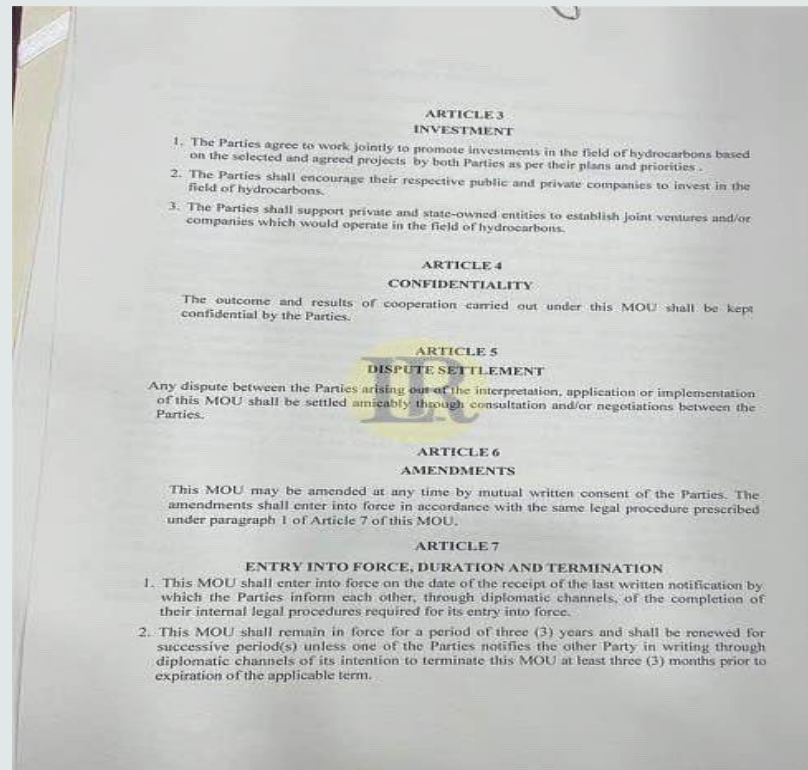 ARTICLE 3
INVESTMENT
1. The Parties agree to work jointly to promote investments in the field of hydrocarbons based
on the selected and agreed projects by both Parties as per their plans and priorities .
2. The Parties shall encourage their respective public and private companies to invest in the
field of hydrocarbons.
3. The Parties shall support private and state-owned entities to establish joint ventures and/or
companies which would operate in the field of hydrocarbons.
ARTICLE 4
CONFIDENTIALITY
The outcome and results of cooperation carried out under this MOU shall be kept
confidential by the Parties.
ARTICLE 5
DISPUTE SETTLEMENT
Any dispute between the Parties arising out of the interpretation, application or implementation
of this MOU shall be settled amicably through consultation and/or negotiations between the
Parties.
LR
ARTICLE 6
AMENDMENTS
This MOU may be amended at any time by mutual written consent of the Parties. The
amendments shall enter into force in accordance with the same legal procedure prescribed
under paragraph 1 of Article 7 of this MOU.
ARTICLE 7
ENTRY INTO FORCE, DURATION AND TERMINATION
1. This MOU shall enter into force on the date of the receipt of the last written notification by
which the Parties inform each other, through diplomatic channels, of the completion of
their internal legal procedures required for its entry into force.
2. This MOU shall remain in force for a period of three (3) years and shall be renewed for
successive period(s) unless one of the Parties notifies the other Party in writing through
diplomatic channels of its intention to terminate this MOU at least three (3) months prior to
expiration of the applicable term.